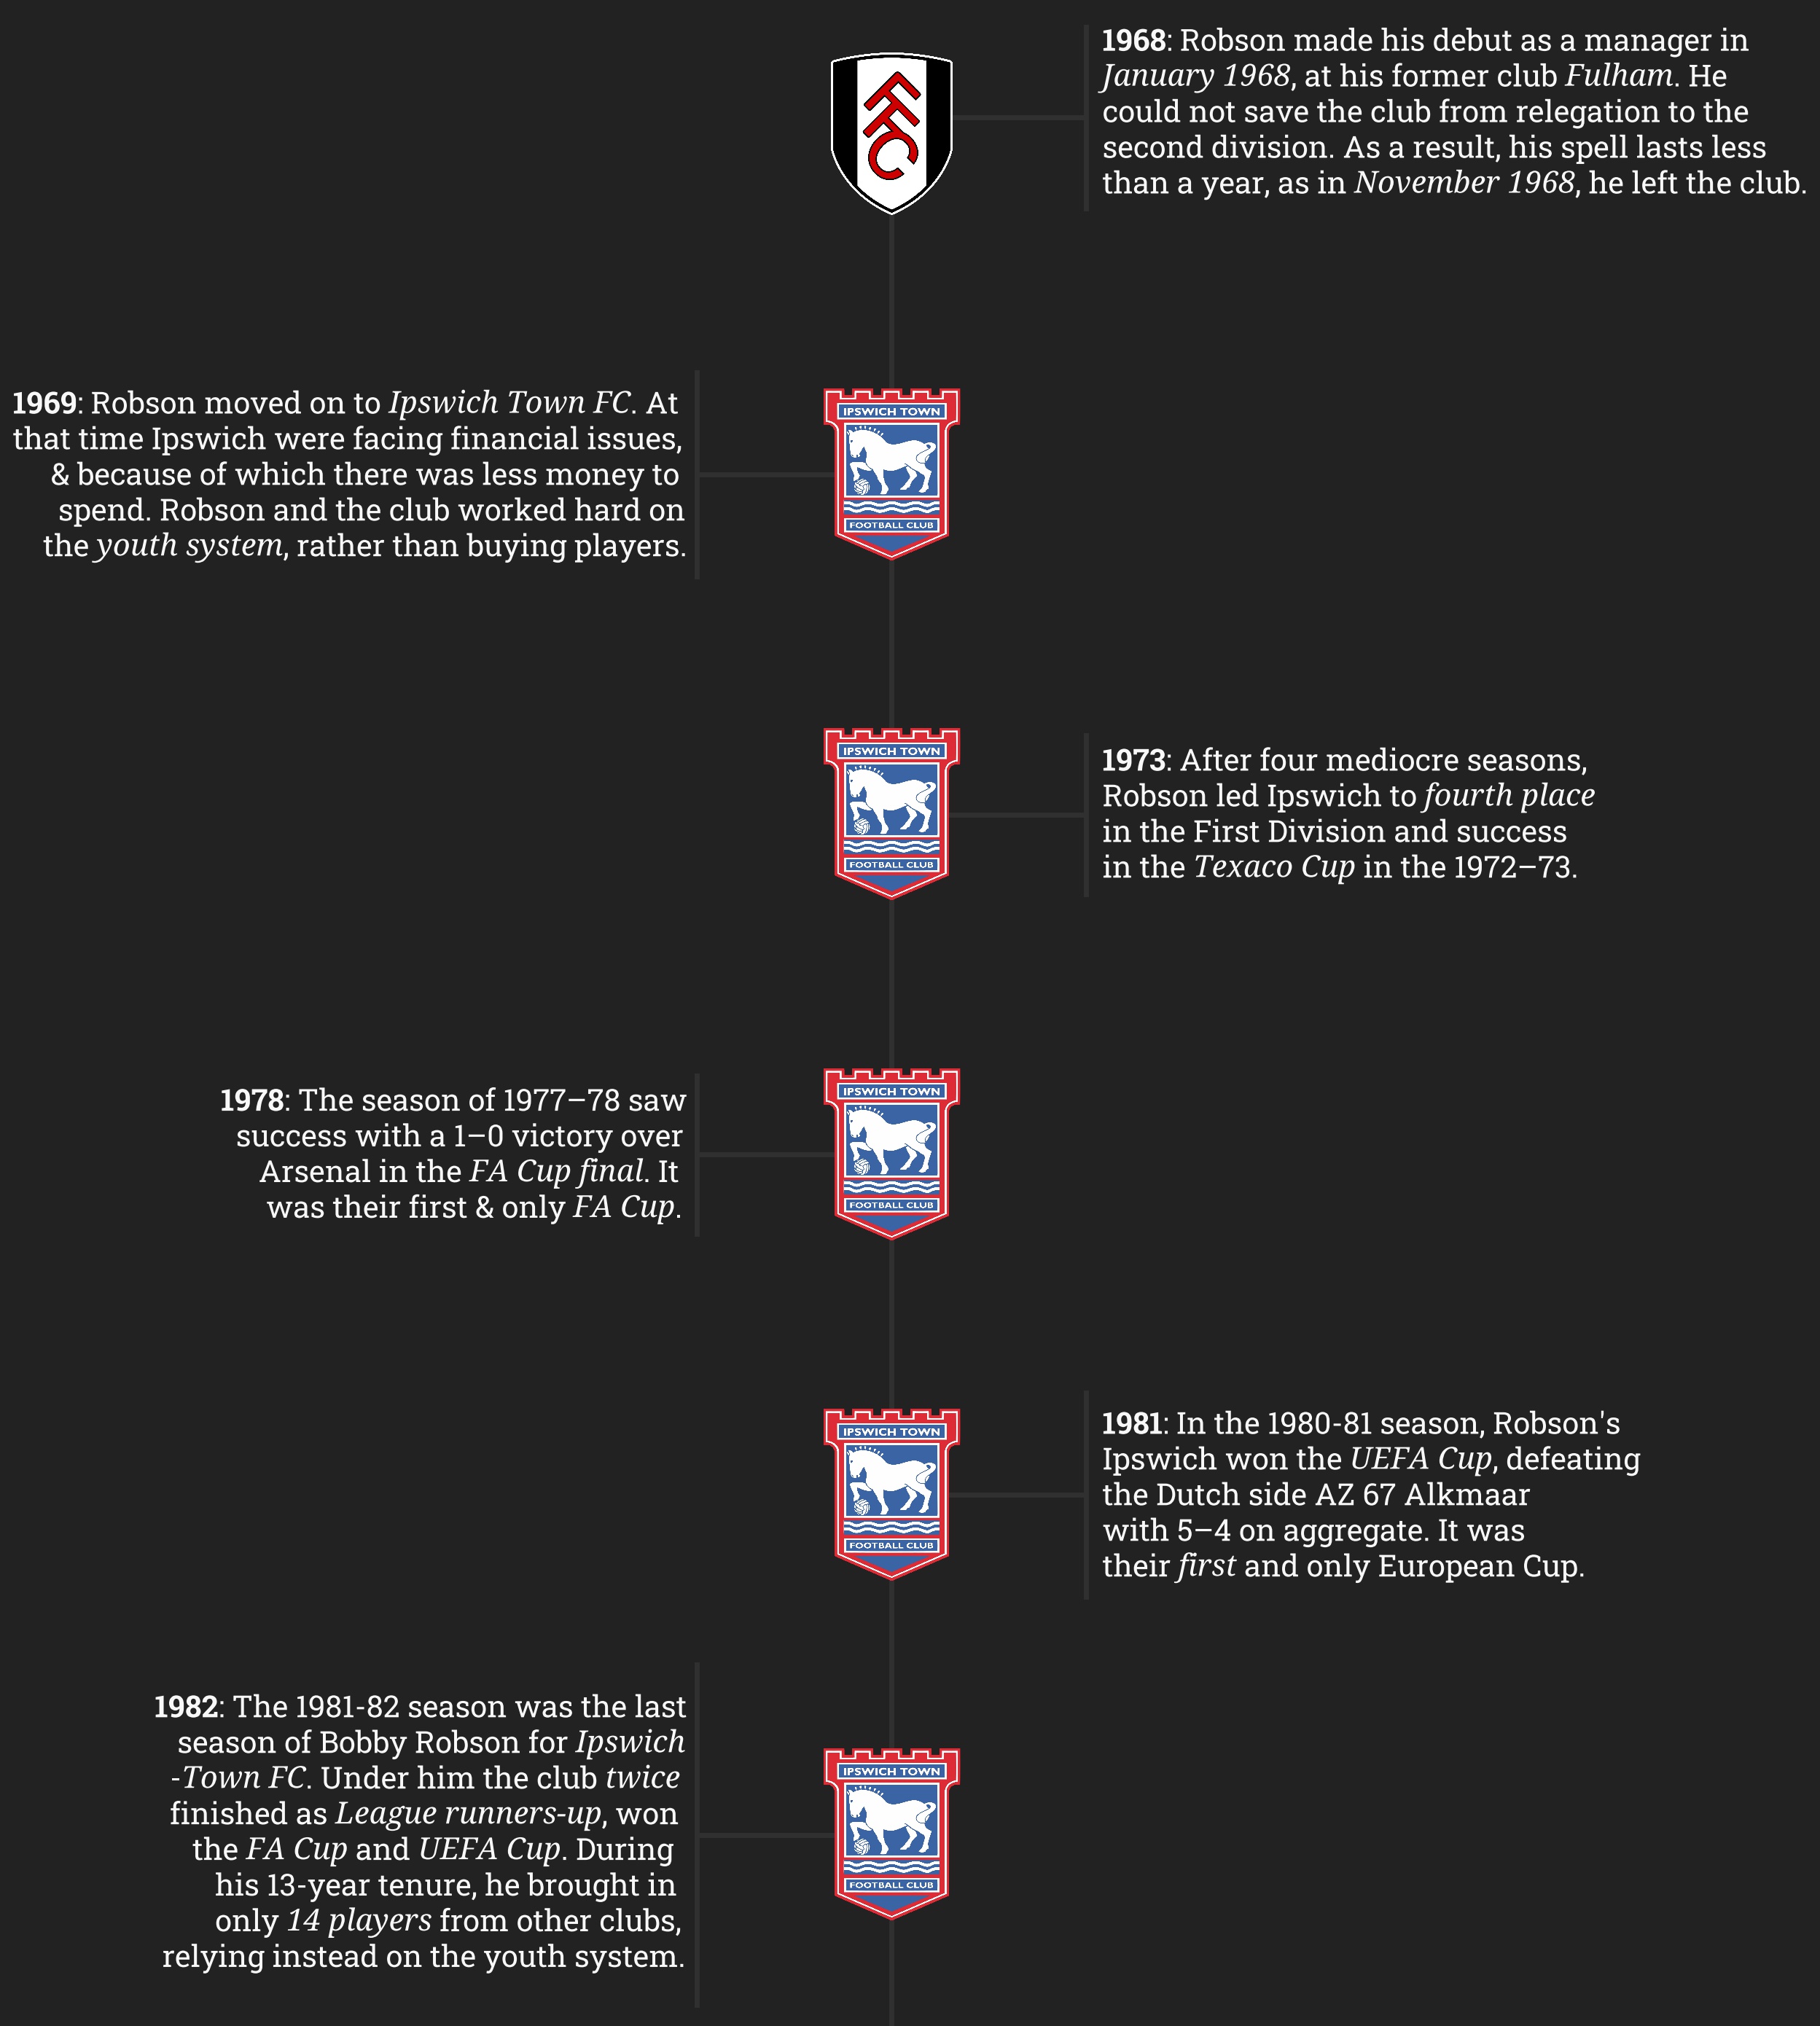 1968: Robson made his debut as a manager in
January 1968, at his former club Fulham. He
could not save the club from relegation to the
second division. As a result, his spell lasts less
than a year, as in November 1968, he left the club.
FFC
1969: Robson moved on to Ipswich Town FC. At
that time Ipswich were facing financial issues,
& because of which there was less money to
spend. Robson and the club worked hard on
the youth system, rather than buying players.
IPSWICH TOWN
FOOTBALL CLUB
IPSWICH TOWN
FOOTBALL CLUB
1973: After four mediocre seasons,
Robson led Ipswich to fourth place
in the First Division and success
in the Texaco Cup in the 1972–73.
1978: The season of 1977–78 saw
success with a 1–0 victory over
Arsenal in the FA Cup final. It
was their first & only FA Cup.
IPSWICH TOWN
FOOTBALL CLUB
IPSWICH TOWN
FOOTBALL CLUB
1981: In the 1980-81 season, Robson's
Ipswich won the UEFA Cup, defeating
the Dutch side AZ 67 Alkmaar
with 5–4 on aggregate. It was
their first and only European Cup.
1982: The 1981-82 season was the last
season of Bobby Robson for Ipswich
-Town FC. Under him the club twice
finished as League runners-up, won
the FA Cup and UEFA Cup. During
his 13-year tenure, he brought in
only 14 players from other clubs,
relying instead on the youth system.
IPSWICH TOWN
FOOTBALL CLUB